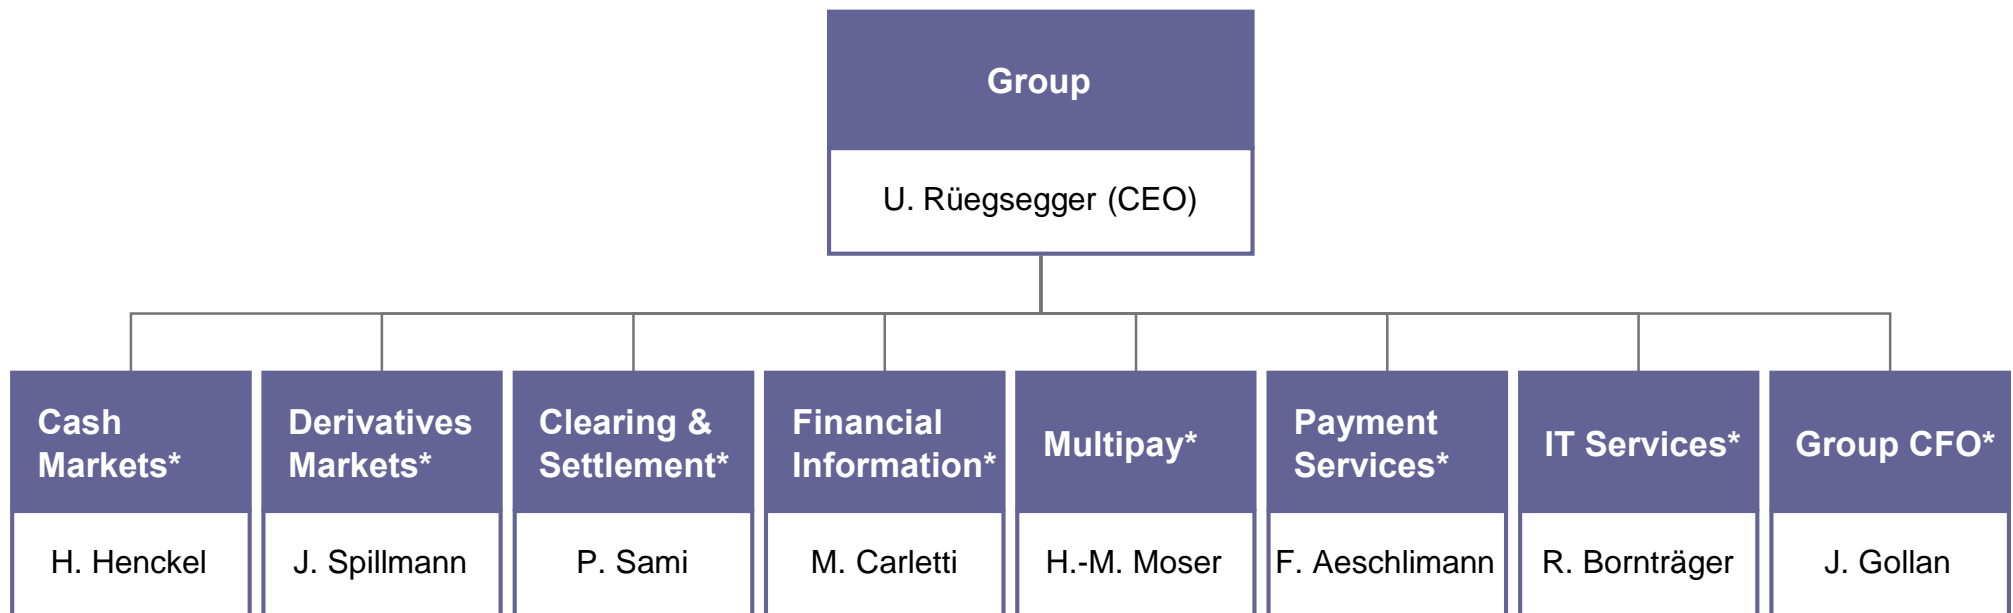 Group
U. Rüegsegger (CEO)
Cash
Markets*
Derivatives
Markets*
Clearing &
Settlement*
Financial
Information*
Multipay*
Payment
Services*
IT Services*
Group CFO*
H. Henckel
J. Spillmann
P. Sami
M. Carletti
H.-M. Moser
F. Aeschlimann
R. Bornträger
J. Gollan